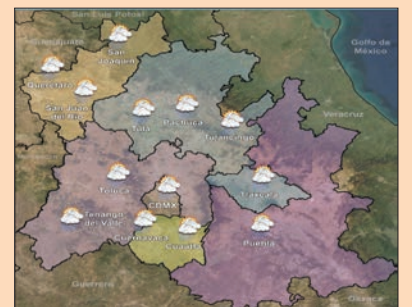 San Luis Potosí
Guanajuato
San
Joaquín
Golfo de
México
Querétaro
San Juan
del Río
Tula
Pachuca
Tulancingo
Veracruz
Toluca
CDMX
Tlaxcala
Tenango
del Valle
Cuernavaca
Cuautla
Puebla
Guerrero
Oaxaca